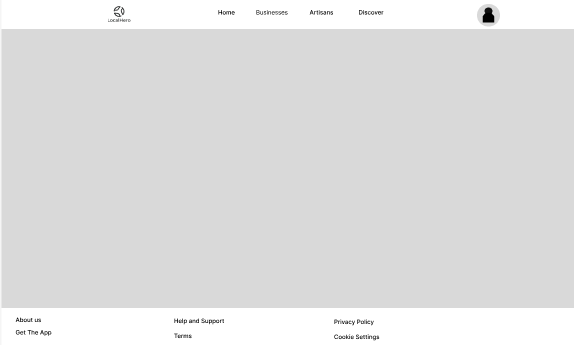 LocalHero
Home Businesses Artisans Discover
About us
Get The App
Help and Support
Terms
Privacy Policy
Cookie Settings